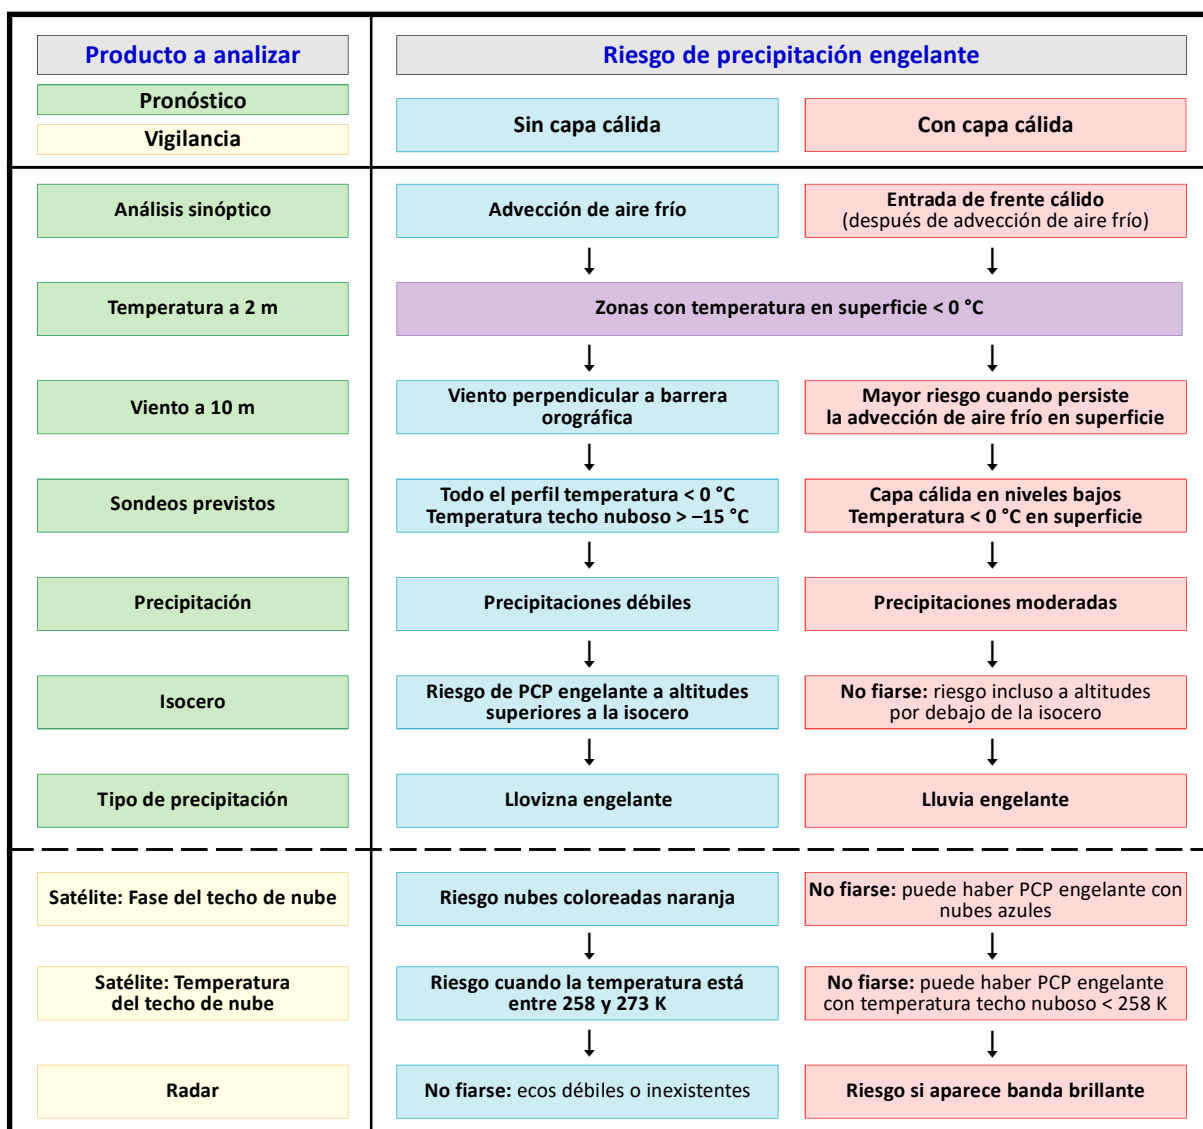 Producto a analizar
Riesgo de precipitación engelante
Pronóstico
Vigilancia
Sin capa cálida
Con capa cálida
Análisis sinóptico
Advección de aire frío
Entrada de frente cálido
(después de advección de aire frío)
Temperatura a 2 m
Zonas con temperatura en superficie < 0 °C
Viento a 10 m
Viento perpendicular a barrera
orográfica
Mayor riesgo cuando persiste
la advección de aire frío en superficie
Sondeos previstos
Todo el perfil temperatura < 0 °C
Temperatura techo nuboso > –15 °C
Capa cálida en niveles bajos
Temperatura < 0 °C en superficie
Precipitación
Precipitaciones débiles
Precipitaciones moderadas
Isocero
Riesgo de PCP engelante a altitudes
superiores a la isocero
No fiarse: riesgo incluso a altitudes
por debajo de la isocero
Tipo de precipitación
Llovizna engelante
Lluvia engelante
Satélite: Fase del techo de nube
Riesgo nubes coloreadas naranja
No fiarse: puede haber PCP engelante con
nubes azules
Satélite: Temperatura
del techo de nube
Riesgo cuando la temperatura está
entre 258 y 273 K
No fiarse: puede haber PCP engelante
con temperatura techo nuboso < 258 K
Radar
No fiarse: ecos débiles o inexistentes
Riesgo si aparece banda brillante